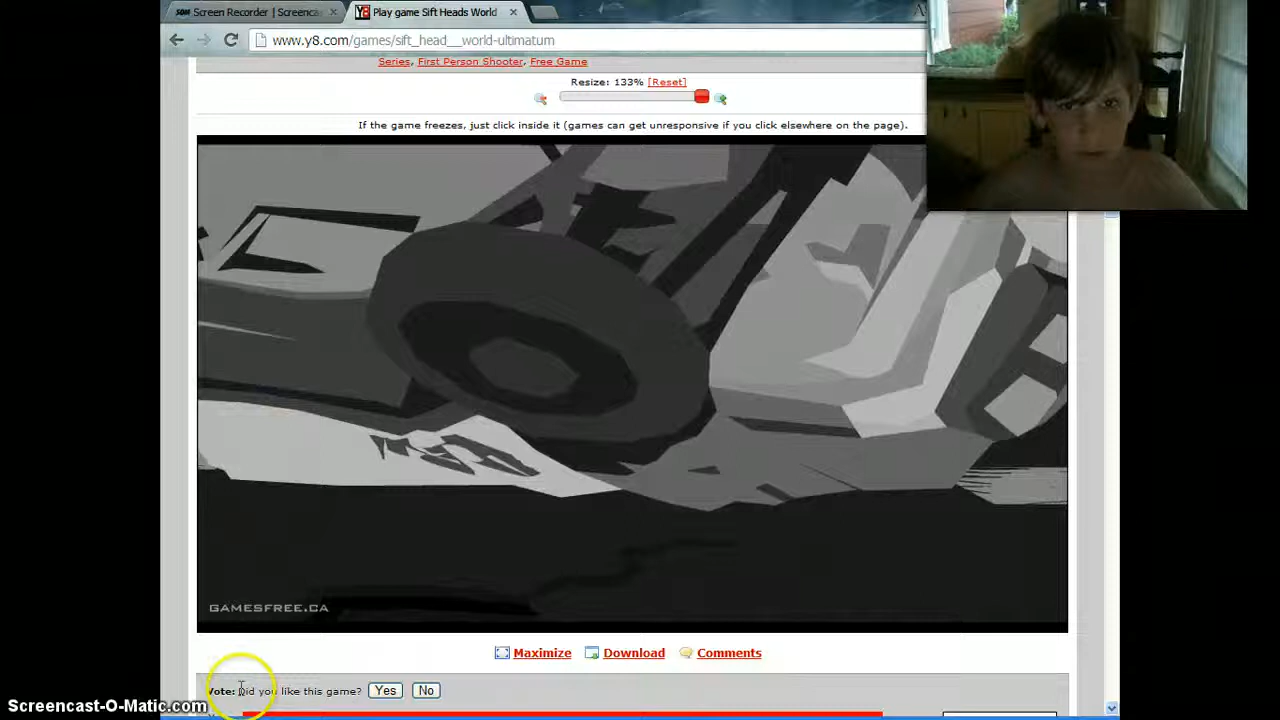 Screen Recorder | Screencas
Play game Sift Heads World
www.y8.com/games/sift_head__world-ultimatum
Series, First Person Shooter, Free Game
Resize: 133% [Reset]
If the game freezes, just click inside it (games can get unresponsive if you click elsewhere on the page).
GAMESFREE.CA
Maximize Download Comments
Vote: Did you like this game? Yes No
Screencast-O-Matic.com